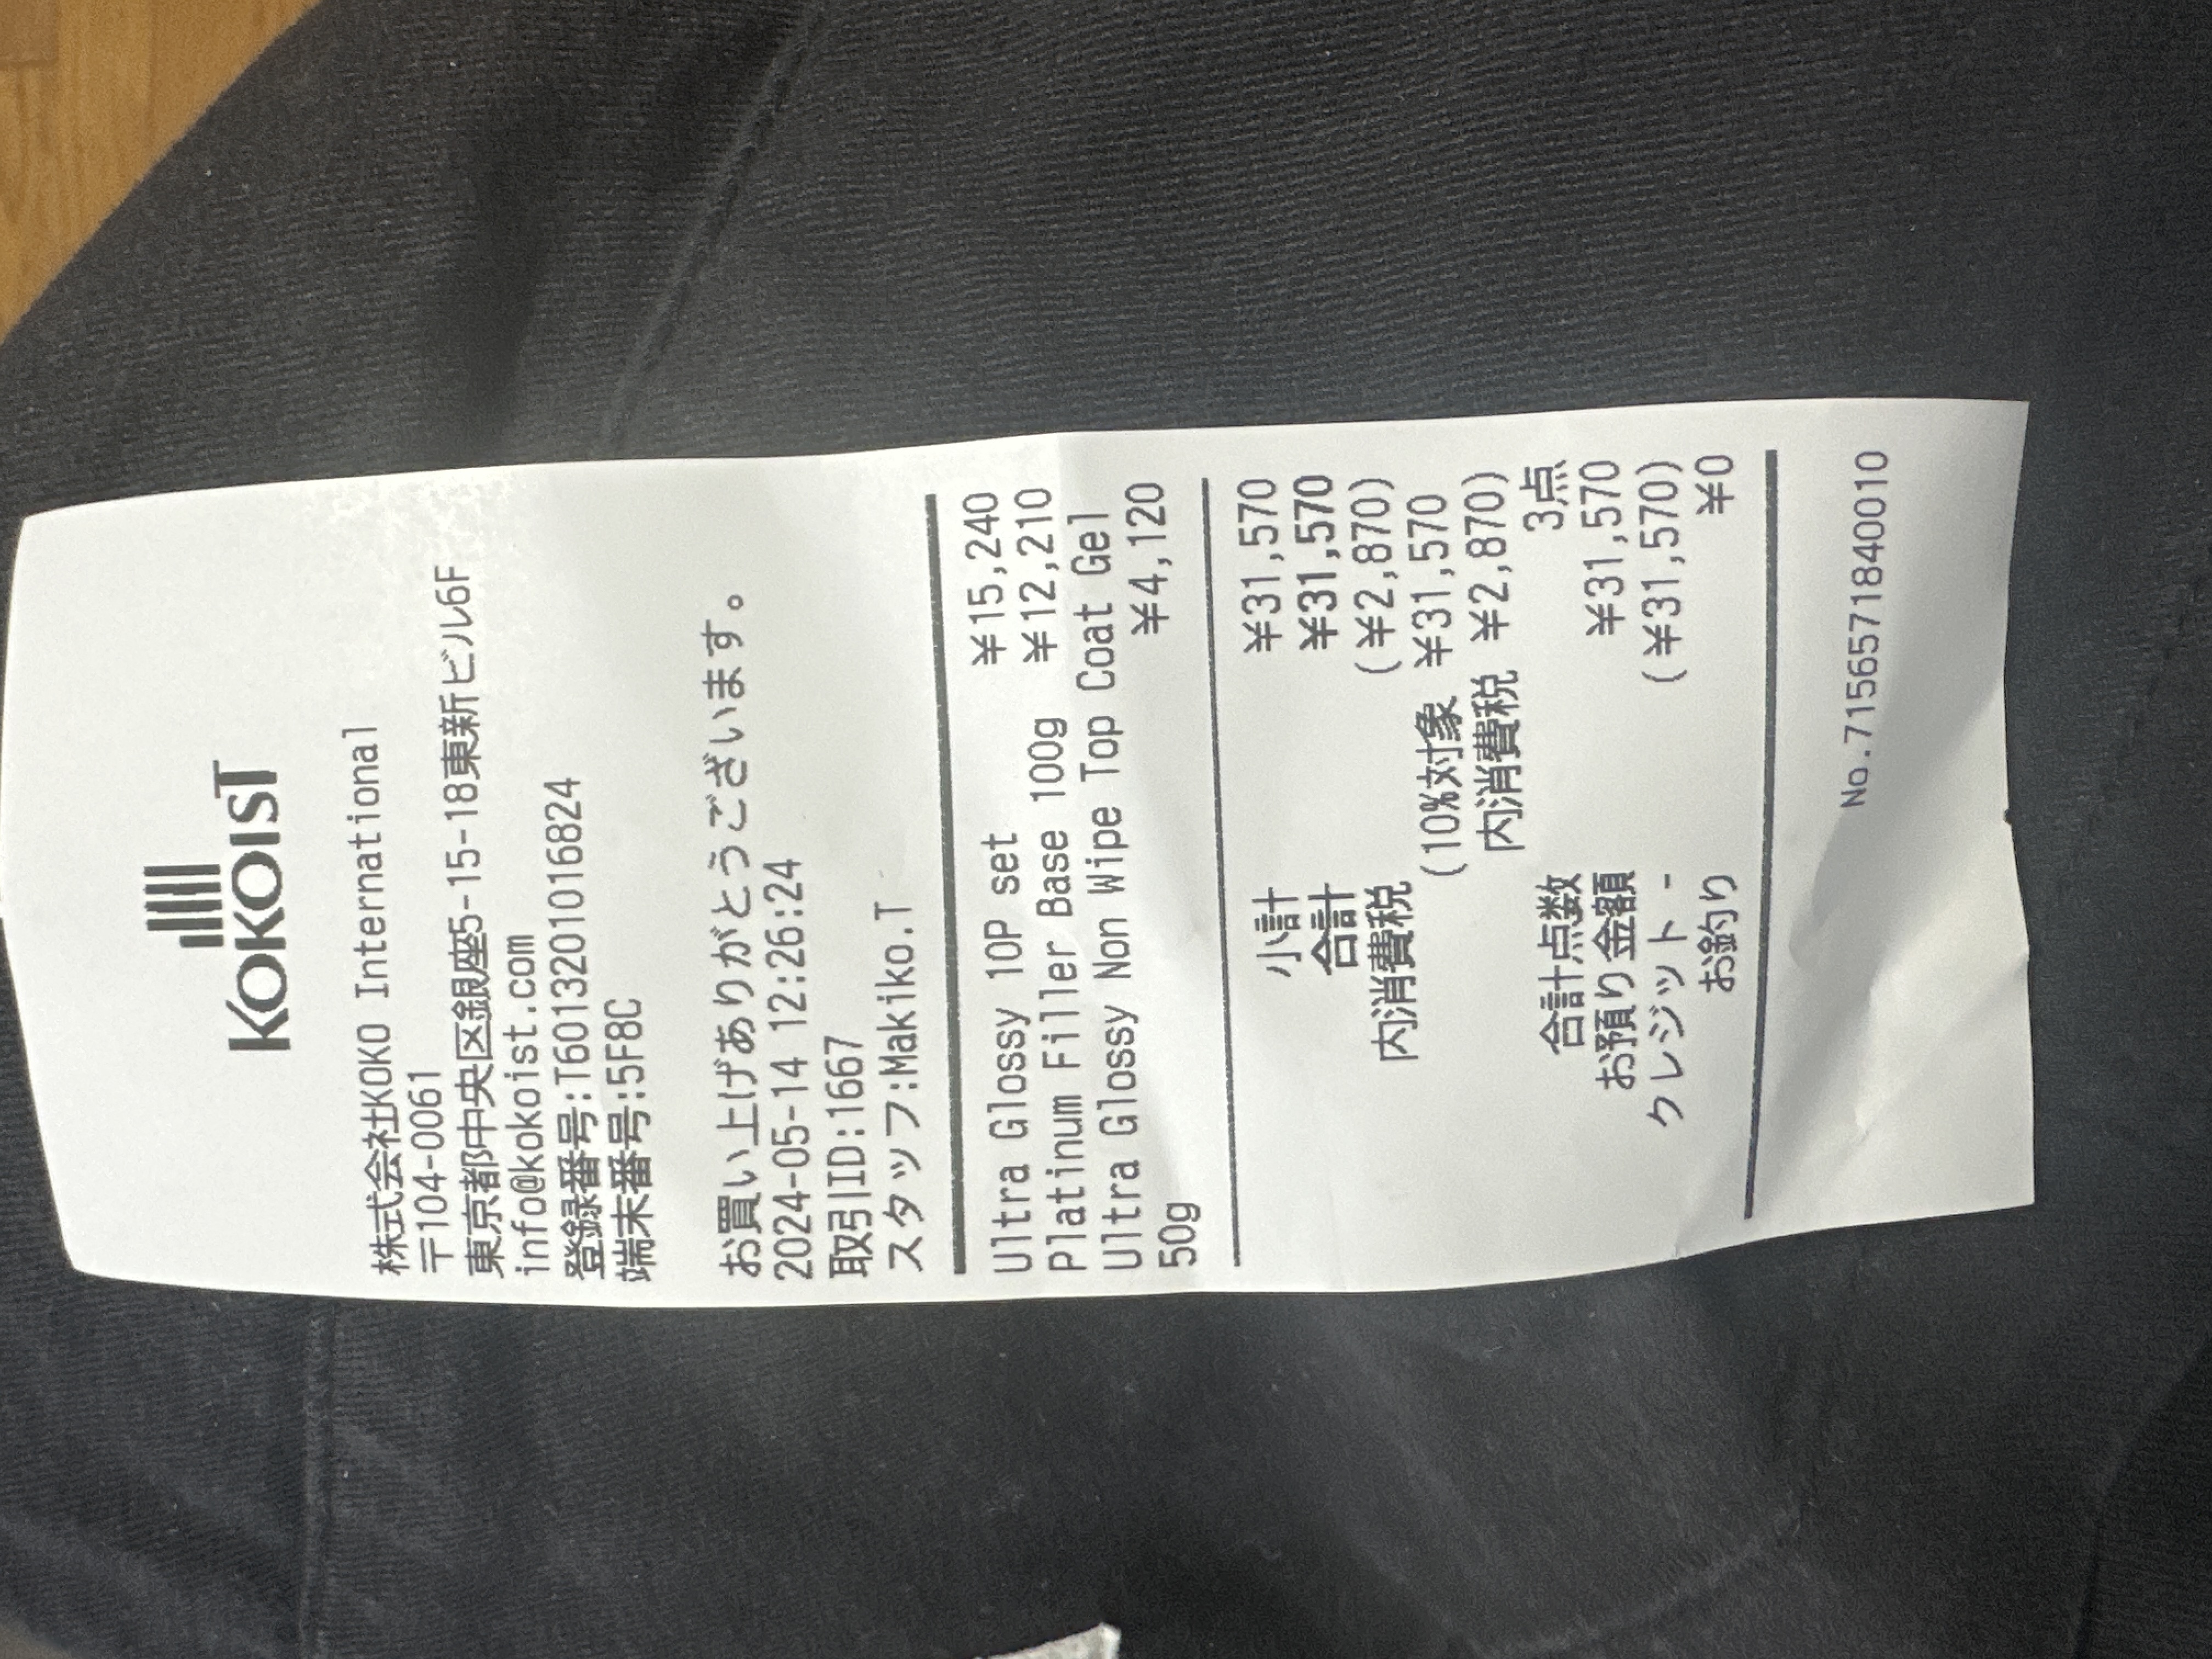 KOKOIST
株式会社KOKO International
〒104-0061
東京都中央区銀座5-15-18東新ビル6F
info@kokoist.com
登録番号:T6013201016824
端末番号:5F8C
お買い上げありがとうございます。
2024-05-14 12:26:24
取引ID:1667
スタッフ:Makiko.T
Ultra Glossy 10P set ¥15,240
Platinum Filler Base 100g ¥12,210
Ultra Glossy Non Wipe Top Coat Gel
50g ¥4,120
小計 ¥31,570
合計 ¥31,570
内消費税 (¥2,870)
(10%対象 ¥31,570
内消費税 ¥2,870)
合計点数 3点
お預り金額 ¥31,570
クレジット - (¥31,570)
お釣り ¥0
No.7156571840010